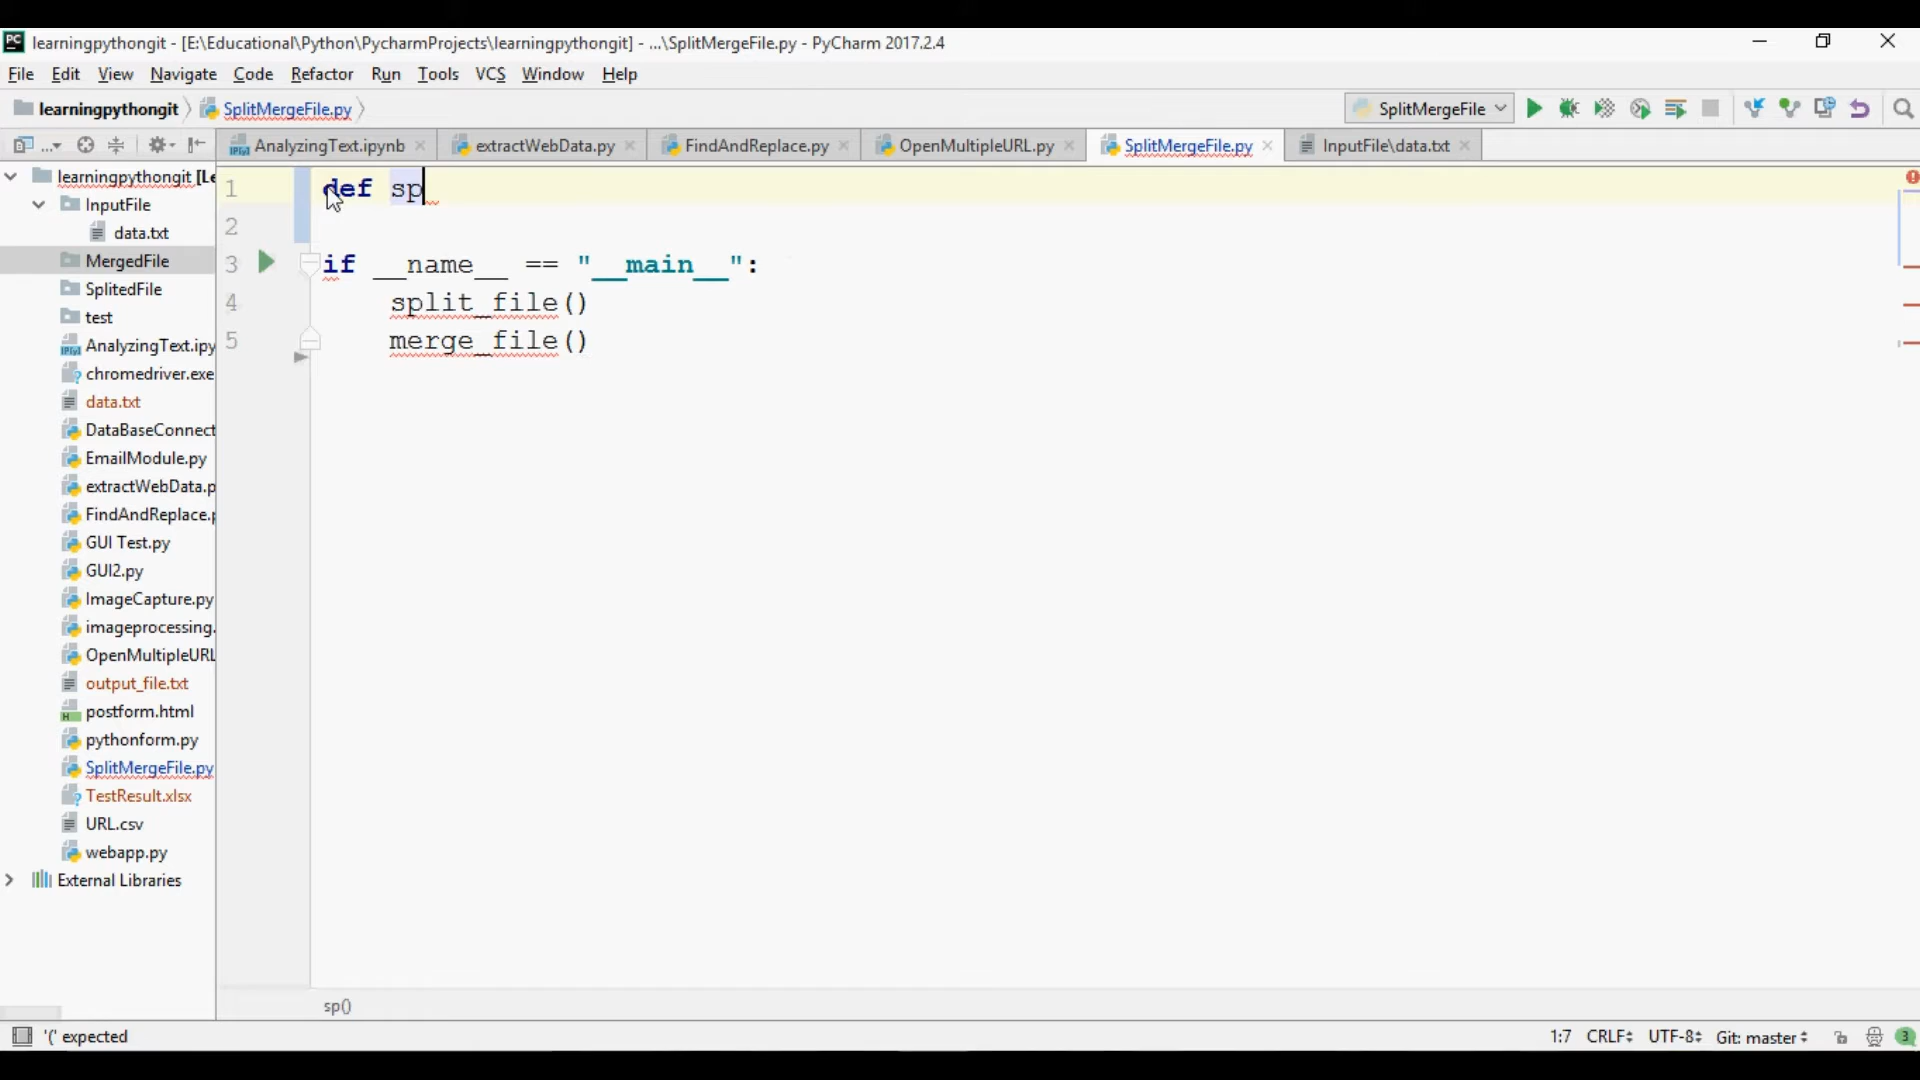 PC learningpythongit - [E:\Educational\Python\PycharmProjects\learningpythongit] - ...\SplitMergeFile.py - PyCharm 2017.2.4
File Edit View Navigate Code Refactor Run Tools VCS Window Help
learningpythongit SplitMergeFile.py SplitMergeFile
... AnalyzingText.ipynb extractWebData.py FindAndReplace.py OpenMultipleURL.py SplitMergeFile.py InputFile\data.txt
learningpythongit [Le
InputFile
data.txt
MergedFile
SplitedFile
test
AnalyzingText.ipy
chromedriver.exe
data.txt
DataBaseConnect
EmailModule.py
extractWebData.p
FindAndReplace.p
GUI Test.py
GUI2.py
ImageCapture.py
imageprocessing.
OpenMultipleURL
output_file.txt
postform.html
pythonform.py
SplitMergeFile.py
TestResult.xlsx
URL.csv
webapp.py
External Libraries
1 def sp
2
3 if __name__ == "__main__":
4 split_file()
5 merge_file()
sp()
'(' expected 1:7 CRLF UTF-8 Git: master 3